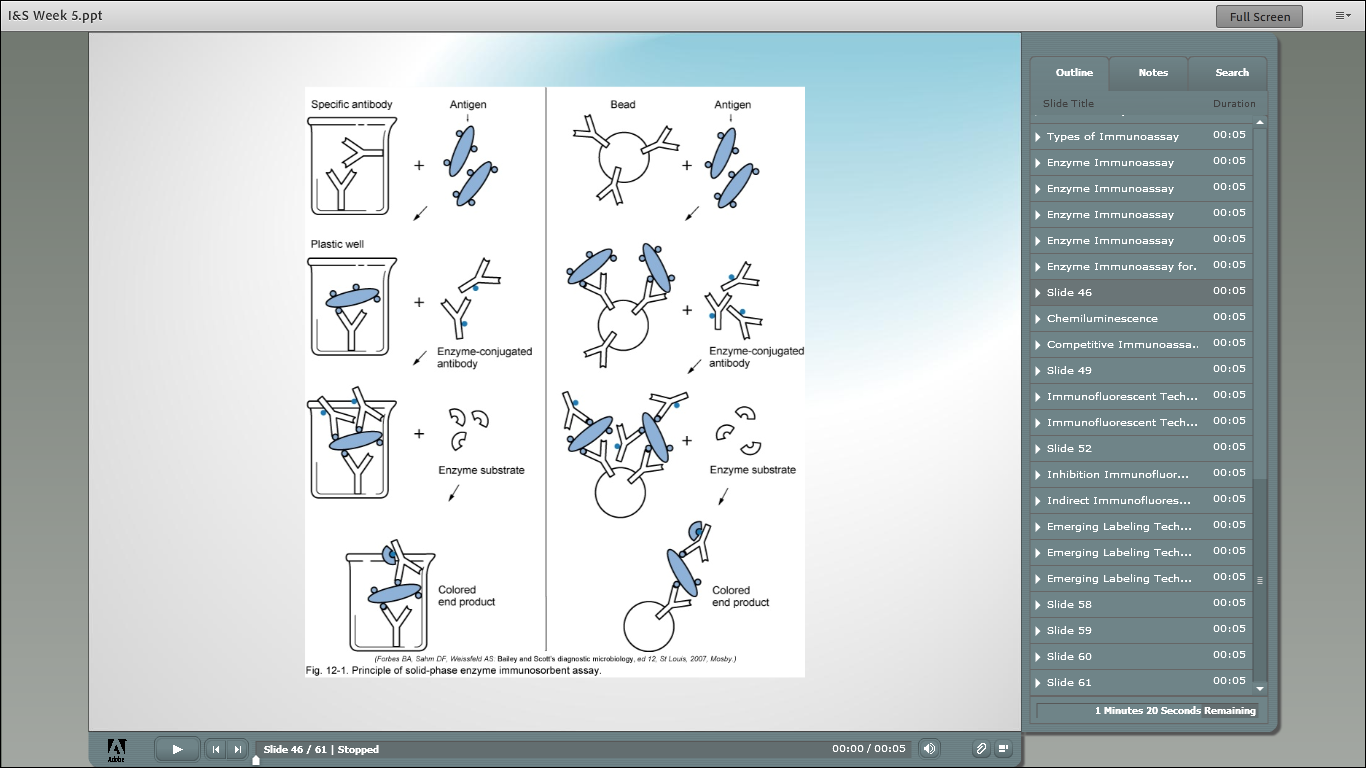 I&S Week 5.ppt
Full Screen
Specific antibody
Antigen
Bead
Antigen
+
+
Plastic well
+
+
Enzyme-conjugated
antibody
Enzyme-conjugated
antibody
+
+
Enzyme substrate
Enzyme substrate
Colored
end product
Colored
end product
(Forbes BA, Sahm DF, Weissfeld AS: Bailey and Scott's diagnostic microbiology, ed 12, St Louis, 2007, Mosby.)
Fig. 12-1. Principle of solid-phase enzyme immunosorbent assay.
Outline Notes Search
Slide Title Duration
Types of Immunoassay 00:05
Enzyme Immunoassay 00:05
Enzyme Immunoassay 00:05
Enzyme Immunoassay 00:05
Enzyme Immunoassay 00:05
Enzyme Immunoassay for. 00:05
Slide 46 00:05
Chemiluminescence 00:05
Competitive Immunoassa.. 00:05
Slide 49 00:05
Immunofluorescent Tech... 00:05
Immunofluorescent Tech... 00:05
Slide 52 00:05
Inhibition Immunofluor... 00:05
Indirect Immunofluores... 00:05
Emerging Labeling Tech... 00:05
Emerging Labeling Tech... 00:05
Emerging Labeling Tech... 00:05
Slide 58 00:05
Slide 59 00:05
Slide 60 00:05
Slide 61 00:05
1 Minutes 20 Seconds Remaining
Adobe
Slide 46 / 61 | Stopped 00:00 / 00:05